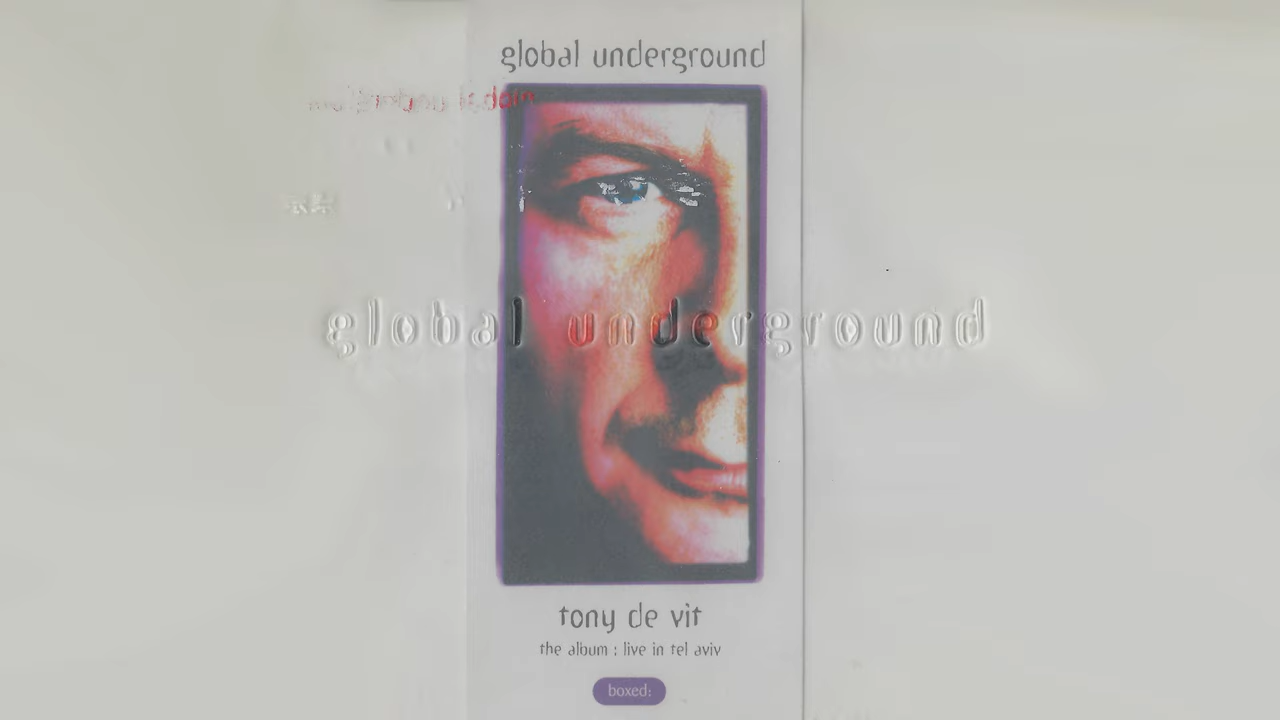 global underground
global underground
tony de vit
the album : live in tel aviv
boxed: